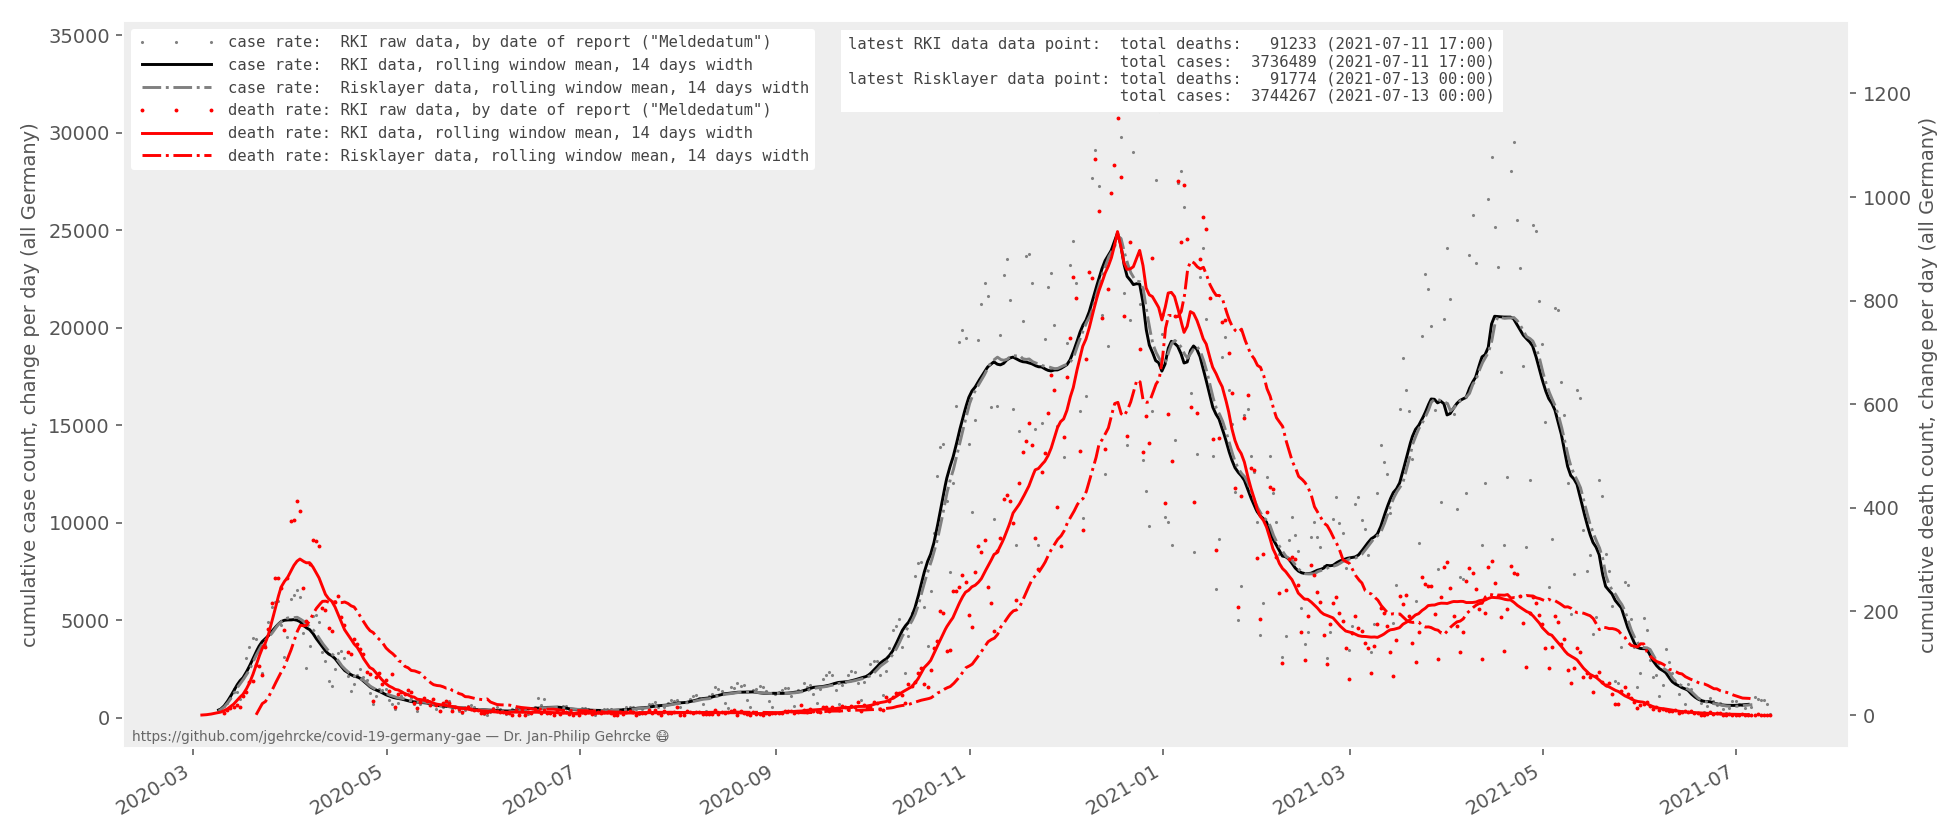 case rate:  RKI raw data, by date of report ("Meldedatum")
case rate:  RKI data, rolling window mean, 14 days width
case rate:  Risklayer data, rolling window mean, 14 days width
death rate: RKI raw data, by date of report ("Meldedatum")
death rate: RKI data, rolling window mean, 14 days width
death rate: Risklayer data, rolling window mean, 14 days width
latest RKI data data point:  total deaths:   91233 (2021-07-11 17:00)
total cases:  3736489 (2021-07-11 17:00)
latest Risklayer data point: total deaths:   91774 (2021-07-13 00:00)
total cases:  3744267 (2021-07-13 00:00)
cumulative case count, change per day (all Germany)
35000
30000
25000
20000
15000
10000
5000
0
1200
1000
800
600
400
200
0
cumulative death count, change per day (all Germany)
https://github.com/jgehrcke/covid-19-germany-gae — Dr. Jan-Philip Gehrcke 😷
2020-03
2020-05
2020-07
2020-09
2020-11
2021-01
2021-03
2021-05
2021-07